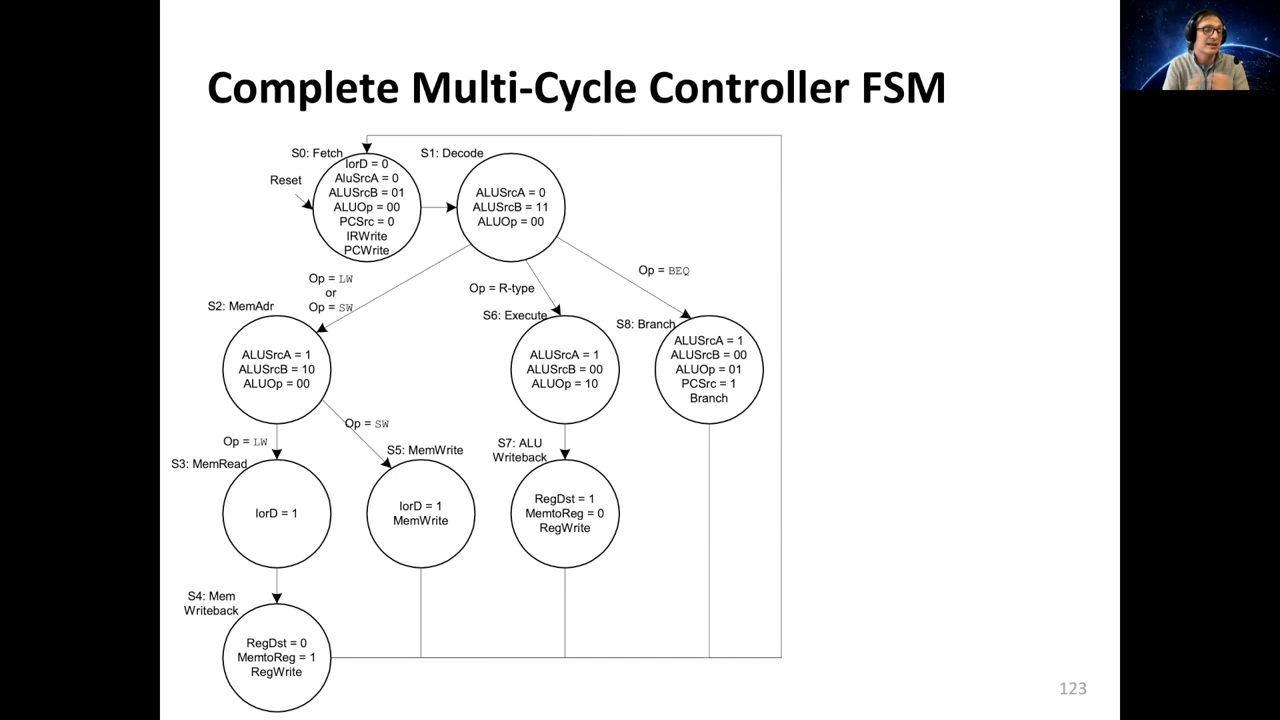 Complete Multi-Cycle Controller FSM
S0: Fetch
IorD = 0
AluSrcA = 0
ALUSrcB = 01
ALUOp = 00
PCSrc = 0
IRWrite
PCWrite
Reset
S1: Decode
ALUSrcA = 0
ALUSrcB = 11
ALUOp = 00
Op = LW
or
Op = SW
Op = R-type
Op = BEQ
S2: MemAdr
ALUSrcA = 1
ALUSrcB = 10
ALUOp = 00
S6: Execute
ALUSrcA = 1
ALUSrcB = 00
ALUOp = 10
S8: Branch
ALUSrcA = 1
ALUSrcB = 00
ALUOp = 01
PCSrc = 1
Branch
Op = LW
Op = SW
S3: MemRead
IorD = 1
S5: MemWrite
IorD = 1
MemWrite
S7: ALU
Writeback
RegDst = 1
MemtoReg = 0
RegWrite
S4: Mem
Writeback
RegDst = 0
MemtoReg = 1
RegWrite
123